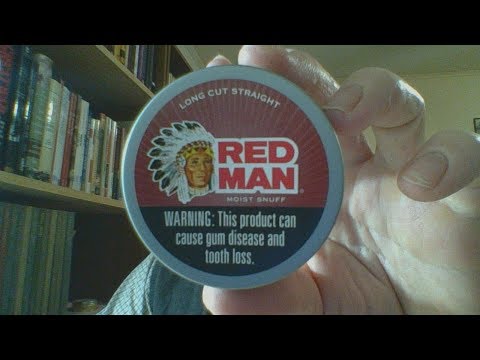 LONG CUT STRAIGHT
RED
MAN®
MOIST SNUFF
WARNING: This product can
cause gum disease and
tooth loss.